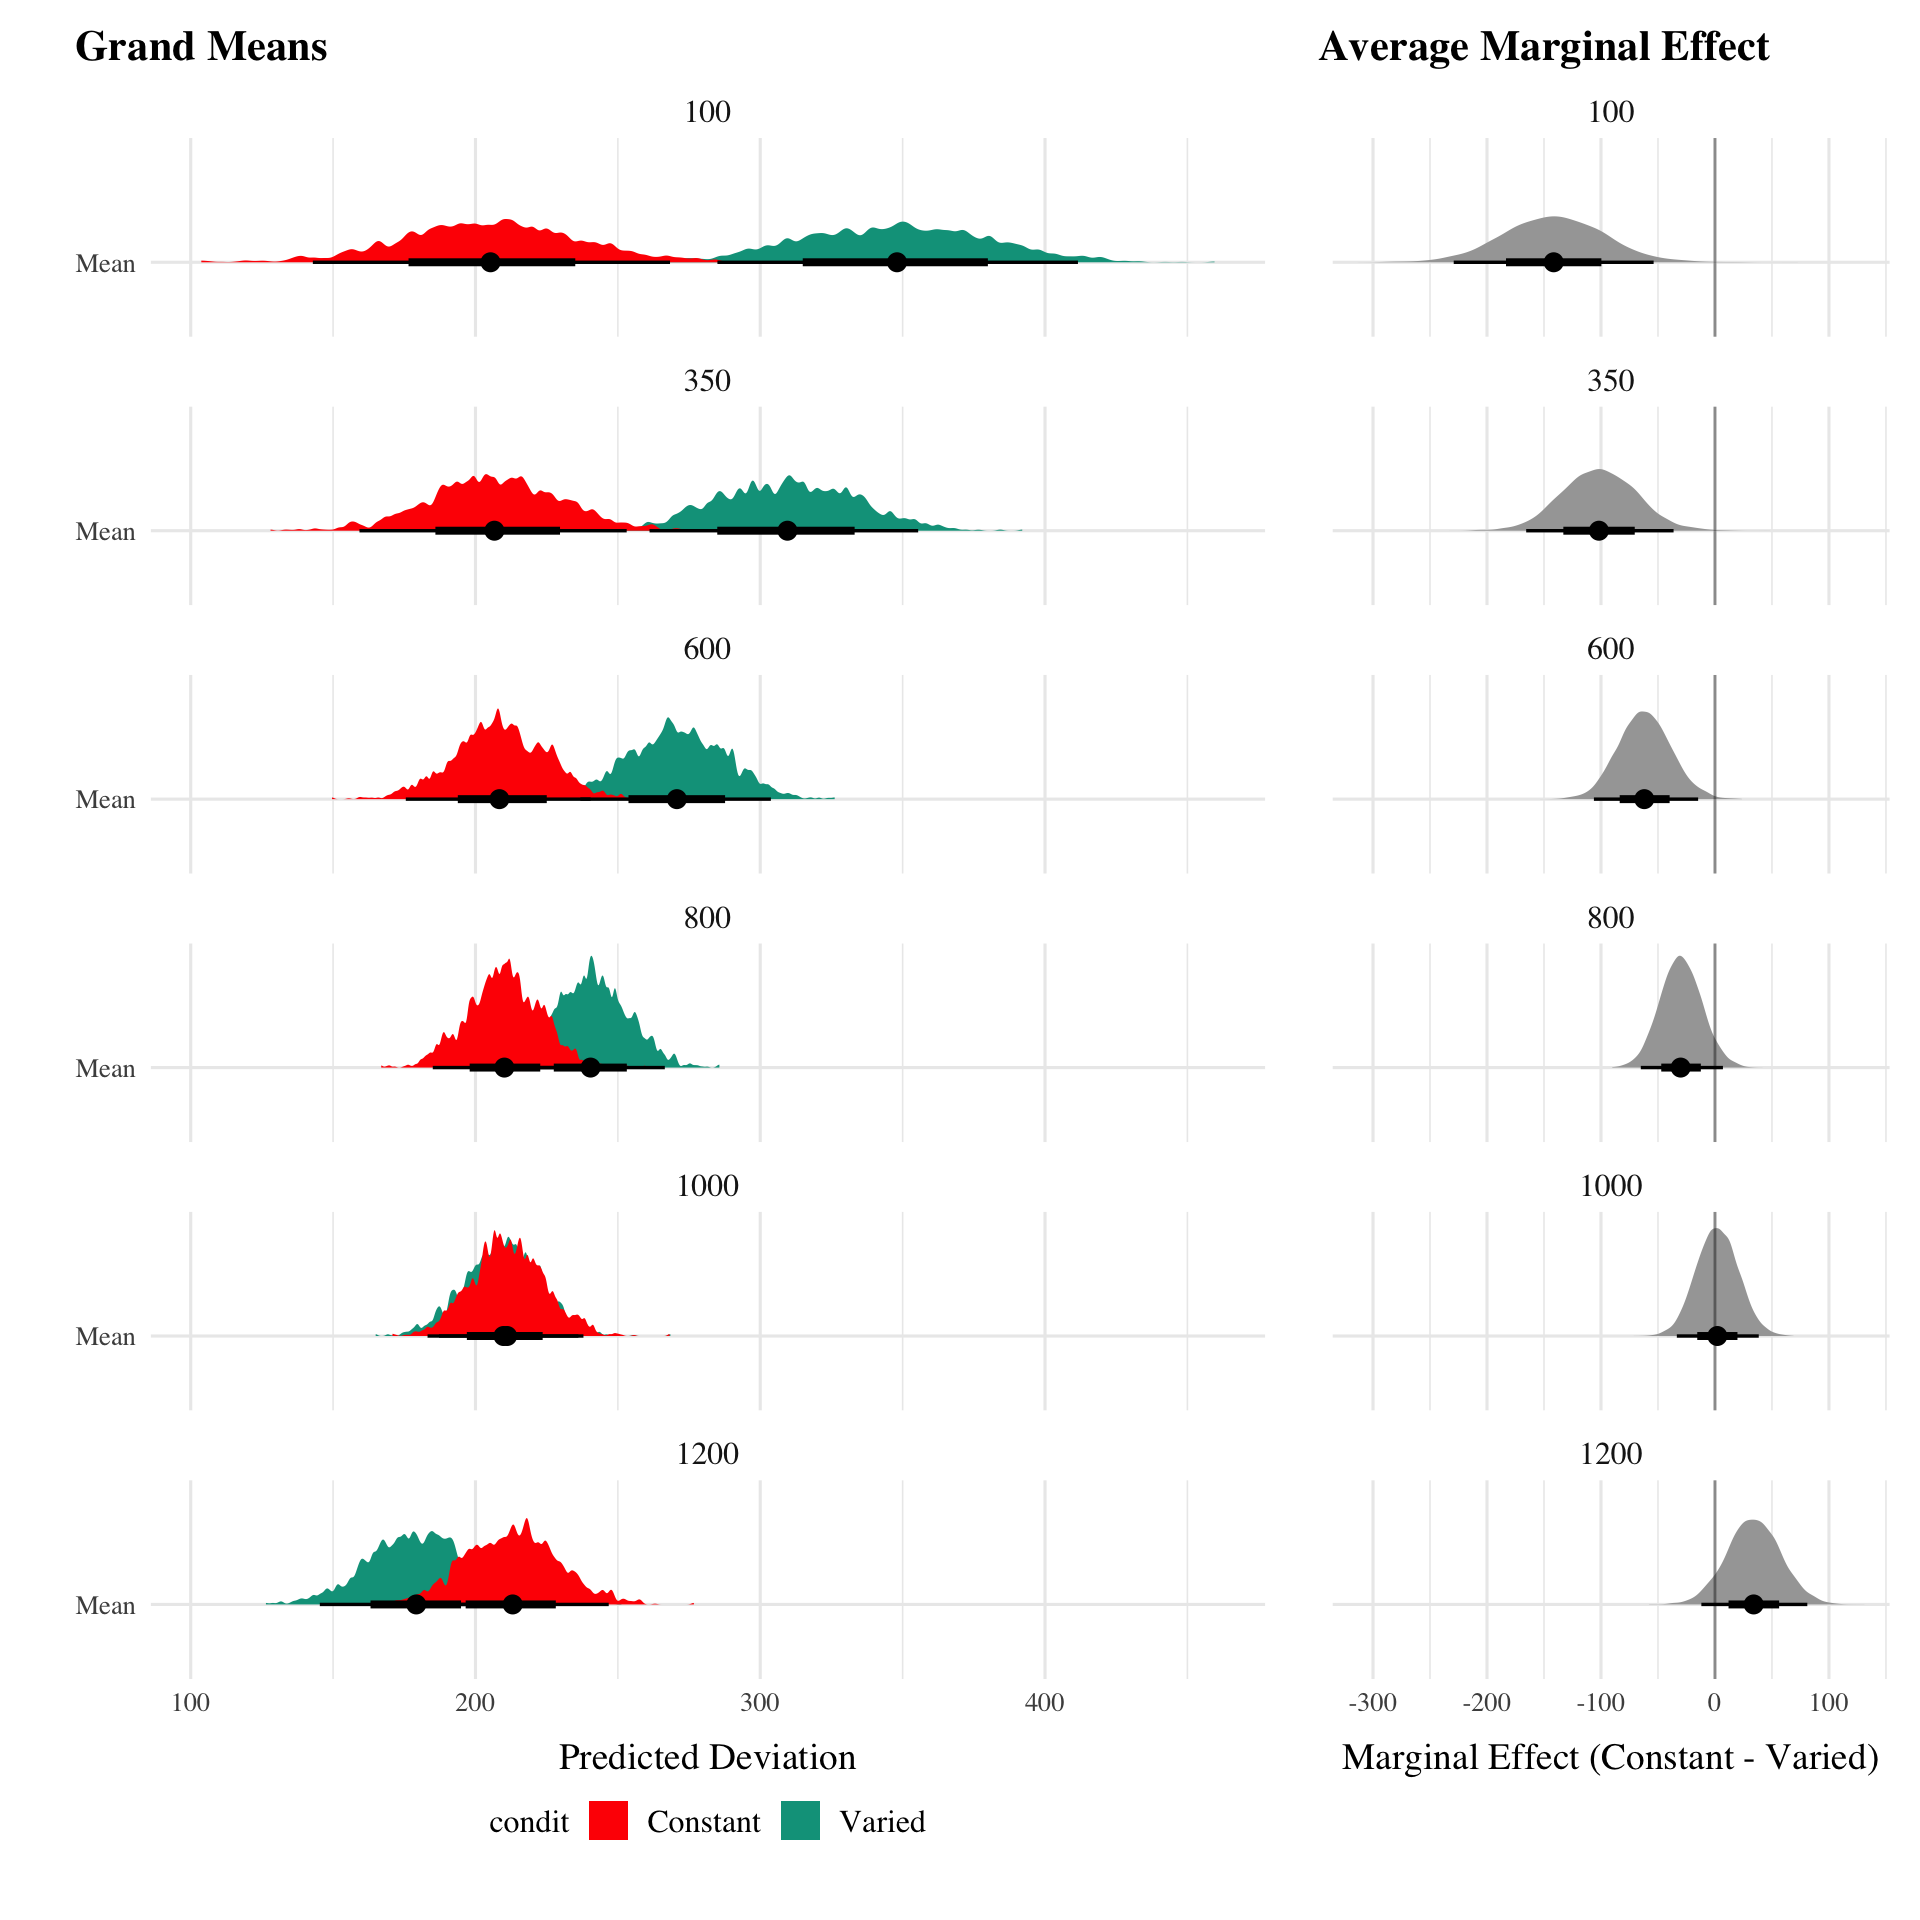 Grand Means
Average Marginal Effect
100
100
Mean
350
350
Mean
600
600
Mean
800
800
Mean
1000
1000
Mean
1200
1200
Mean
100 200 300 400
-300 -200 -100 0 100
Predicted Deviation
Marginal Effect (Constant - Varied)
condit Constant Varied